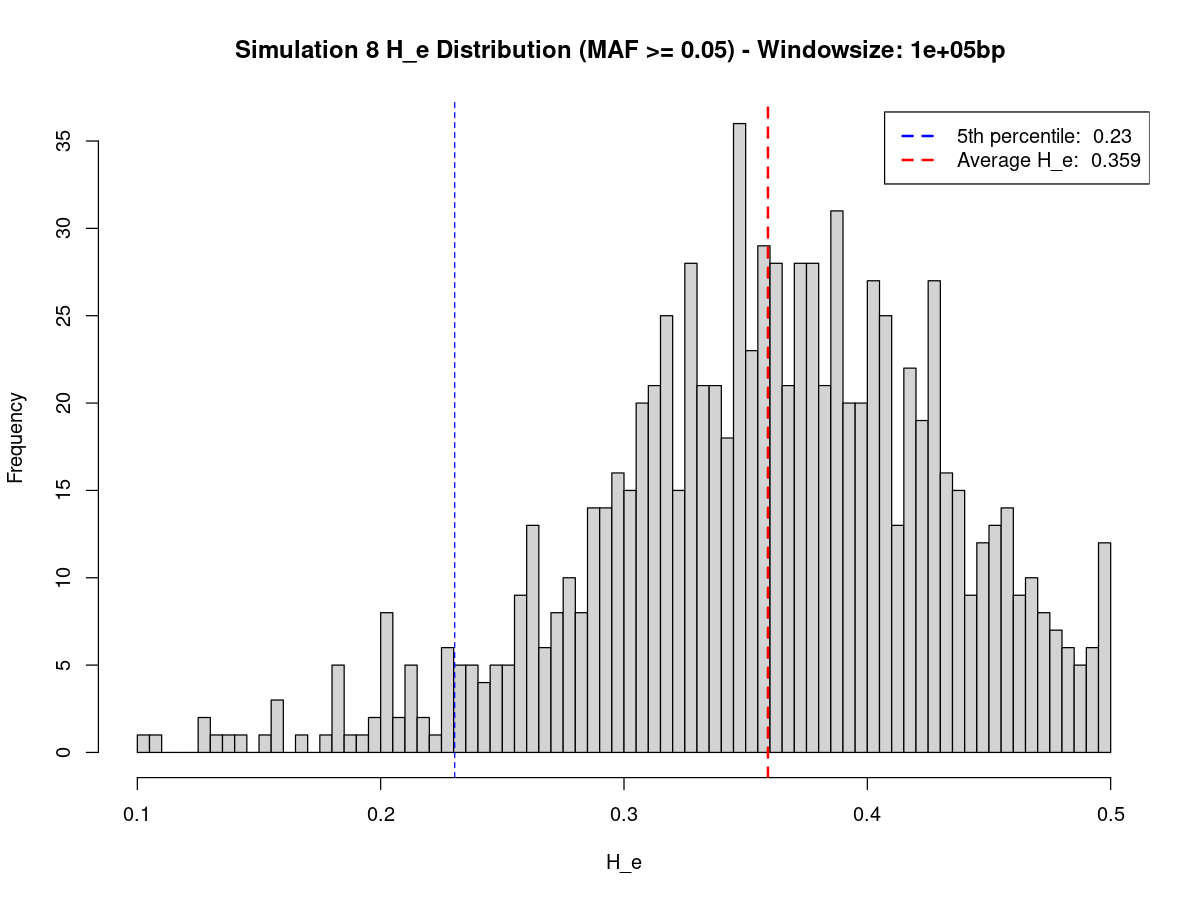 Simulation 8 H_e Distribution (MAF >= 0.05) - Windowsize: 1e+05bp
5th percentile:  0.23
Average H_e:  0.359
Frequency
35
30
25
20
15
10
5
0
0.1 0.2 0.3 0.4 0.5
H_e